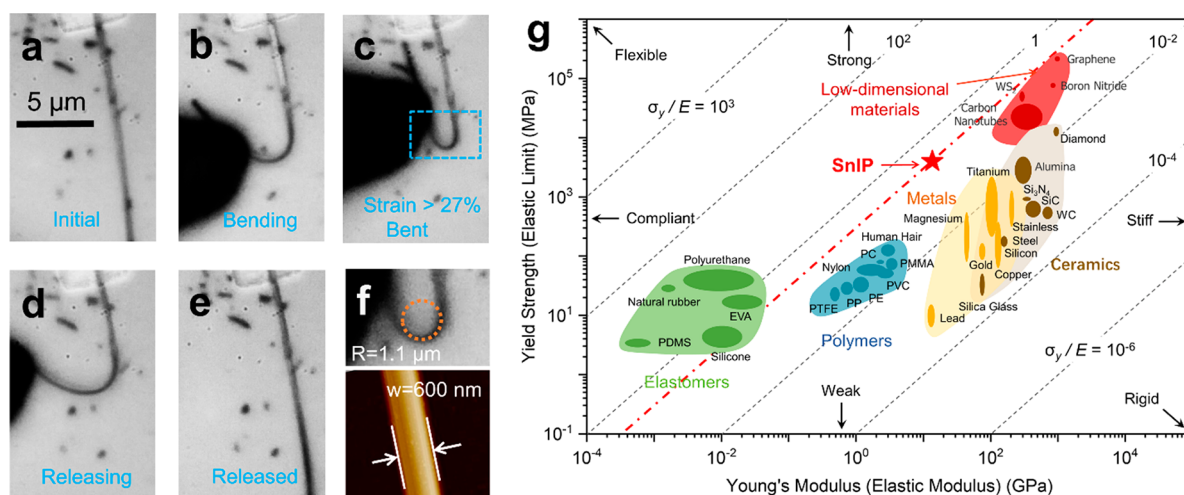 a
5 µm
Initial
b
Bending
c
Strain > 27%
Bent
d
Releasing
e
Released
f
R=1.1 µm
w=600 nm
g
Flexible
Strong
10²
1
10⁻²
Graphene
WS₂
Boron Nitride
Low-dimensional
materials
Carbon
Nanotubes
σy / E = 10³
Diamond
SnIP
Alumina
10⁻⁴
Titanium
Metals
Si₃N₄
SiC
WC
Compliant
Stiff
Magnesium
Stainless
Steel
Human Hair
PC
PMMA
Silicon
Polyurethane
Nylon
Gold
Copper
Ceramics
PVC
Natural rubber
EVA
PTFE
PP
PE
Silica Glass
Lead
Polymers
PDMS
Silicone
σy / E = 10⁻⁶
Elastomers
Weak
Rigid
Yield Strength (Elastic Limit) (MPa)
10⁵
10³
10¹
10⁻¹
10⁻⁴
10⁻²
10⁰
10²
10⁴
Young's Modulus (Elastic Modulus) (GPa)